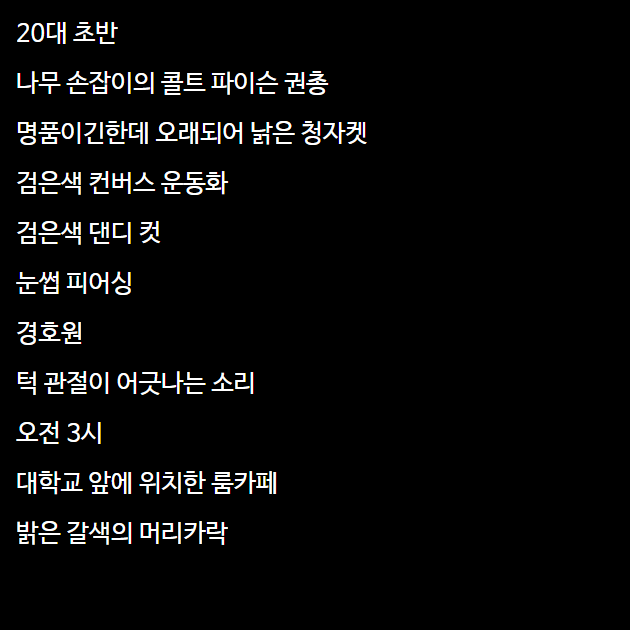 20대 초반
나무 손잡이의 콜트 파이슨 권총
명품이긴한데 오래되어 낡은 청자켓
검은색 컨버스 운동화
검은색 댄디 컷
눈썹 피어싱
경호원
턱 관절이 어긋나는 소리
오전 3시
대학교 앞에 위치한 룸카페
밝은 갈색의 머리카락